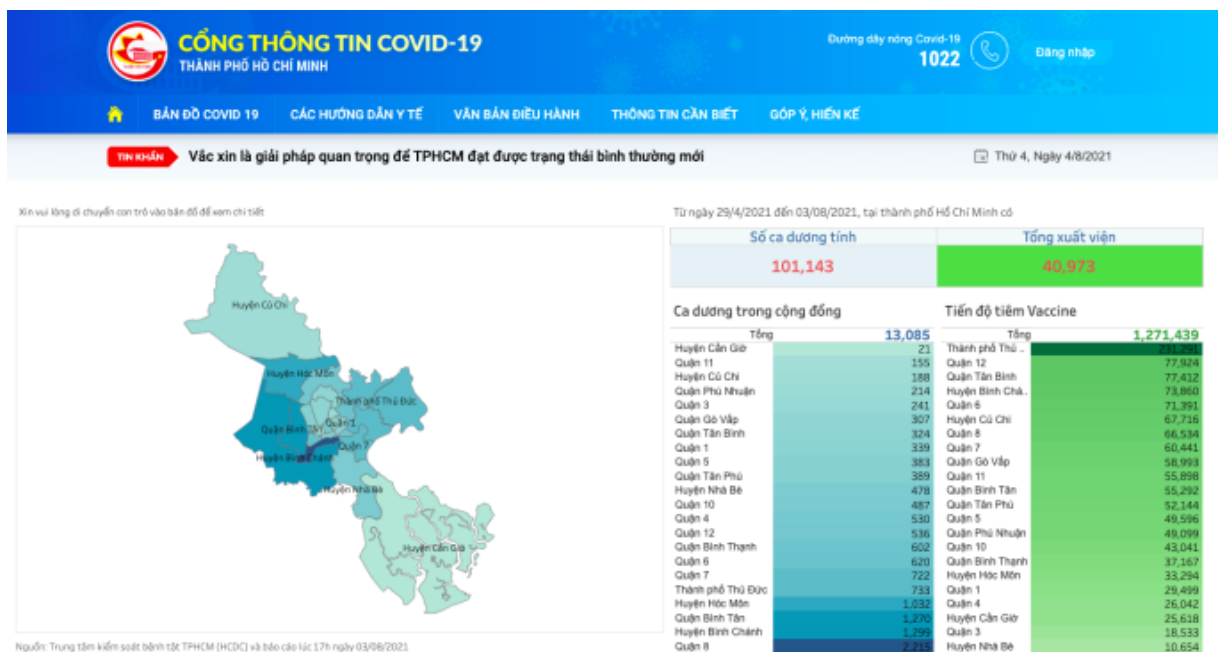 CỔNG THÔNG TIN COVID-19
THÀNH PHỐ HỒ CHÍ MINH
Đường dây nóng Covid-19
1022
Đăng nhập
BẢN ĐỒ COVID 19 CÁC HƯỚNG DẪN Y TẾ VĂN BẢN ĐIỀU HÀNH THÔNG TIN CẦN BIẾT GÓP Ý, HIẾN KẾ
TIN KHẨN Vắc xin là giải pháp quan trọng để TPHCM đạt được trạng thái bình thường mới
Thứ 4, Ngày 4/8/2021
Xin vui lòng di chuyển con trỏ vào bản đồ để xem chi tiết
Huyện Củ Chi
Huyện Hóc Môn
Thành phố Thủ Đức
Quận 1
Quận Bình Tân
Quận 7
Huyện Bình Chánh
Huyện Nhà Bè
Huyện Cần Giờ
Nguồn: Trung tâm kiểm soát bệnh tật TPHCM (HCDC) và báo cáo lúc 17h ngày 03/08/2021
Từ ngày 29/4/2021 đến 03/08/2021, tại thành phố Hồ Chí Minh có
Số ca dương tính Tổng xuất viện
101,143 40,973
Ca dương trong cộng đồng
Tổng 13,085
Huyện Cần Giờ 21
Quận 11 155
Huyện Củ Chi 188
Quận Phú Nhuận 214
Quận 3 241
Quận Gò Vấp 307
Quận Tân Bình 324
Quận 1 339
Quận 5 383
Quận Tân Phú 389
Huyện Nhà Bè 478
Quận 10 487
Quận 4 530
Quận 12 536
Quận Bình Thạnh 602
Quận 6 620
Quận 7 722
Thành phố Thủ Đức 733
Huyện Hóc Môn 1,032
Quận Bình Tân 1,270
Huyện Bình Chánh 1,299
Quận 8 2,215
Tiến độ tiêm Vaccine
Tổng 1,271,439
Thành phố Thủ .. 231,291
Quận 12 77,924
Quận Tân Bình 77,412
Huyện Bình Chá.. 73,860
Quận 6 71,391
Huyện Củ Chi 67,716
Quận 8 66,534
Quận 7 60,441
Quận Gò Vấp 58,993
Quận 11 55,898
Quận Bình Tân 55,292
Quận Tân Phú 52,144
Quận 5 49,596
Quận Phú Nhuận 49,099
Quận 10 43,041
Quận Bình Thạnh 37,167
Huyện Hóc Môn 33,294
Quận 1 29,499
Quận 4 26,042
Huyện Cần Giờ 25,618
Quận 3 18,533
Huyện Nhà Bè 10,654